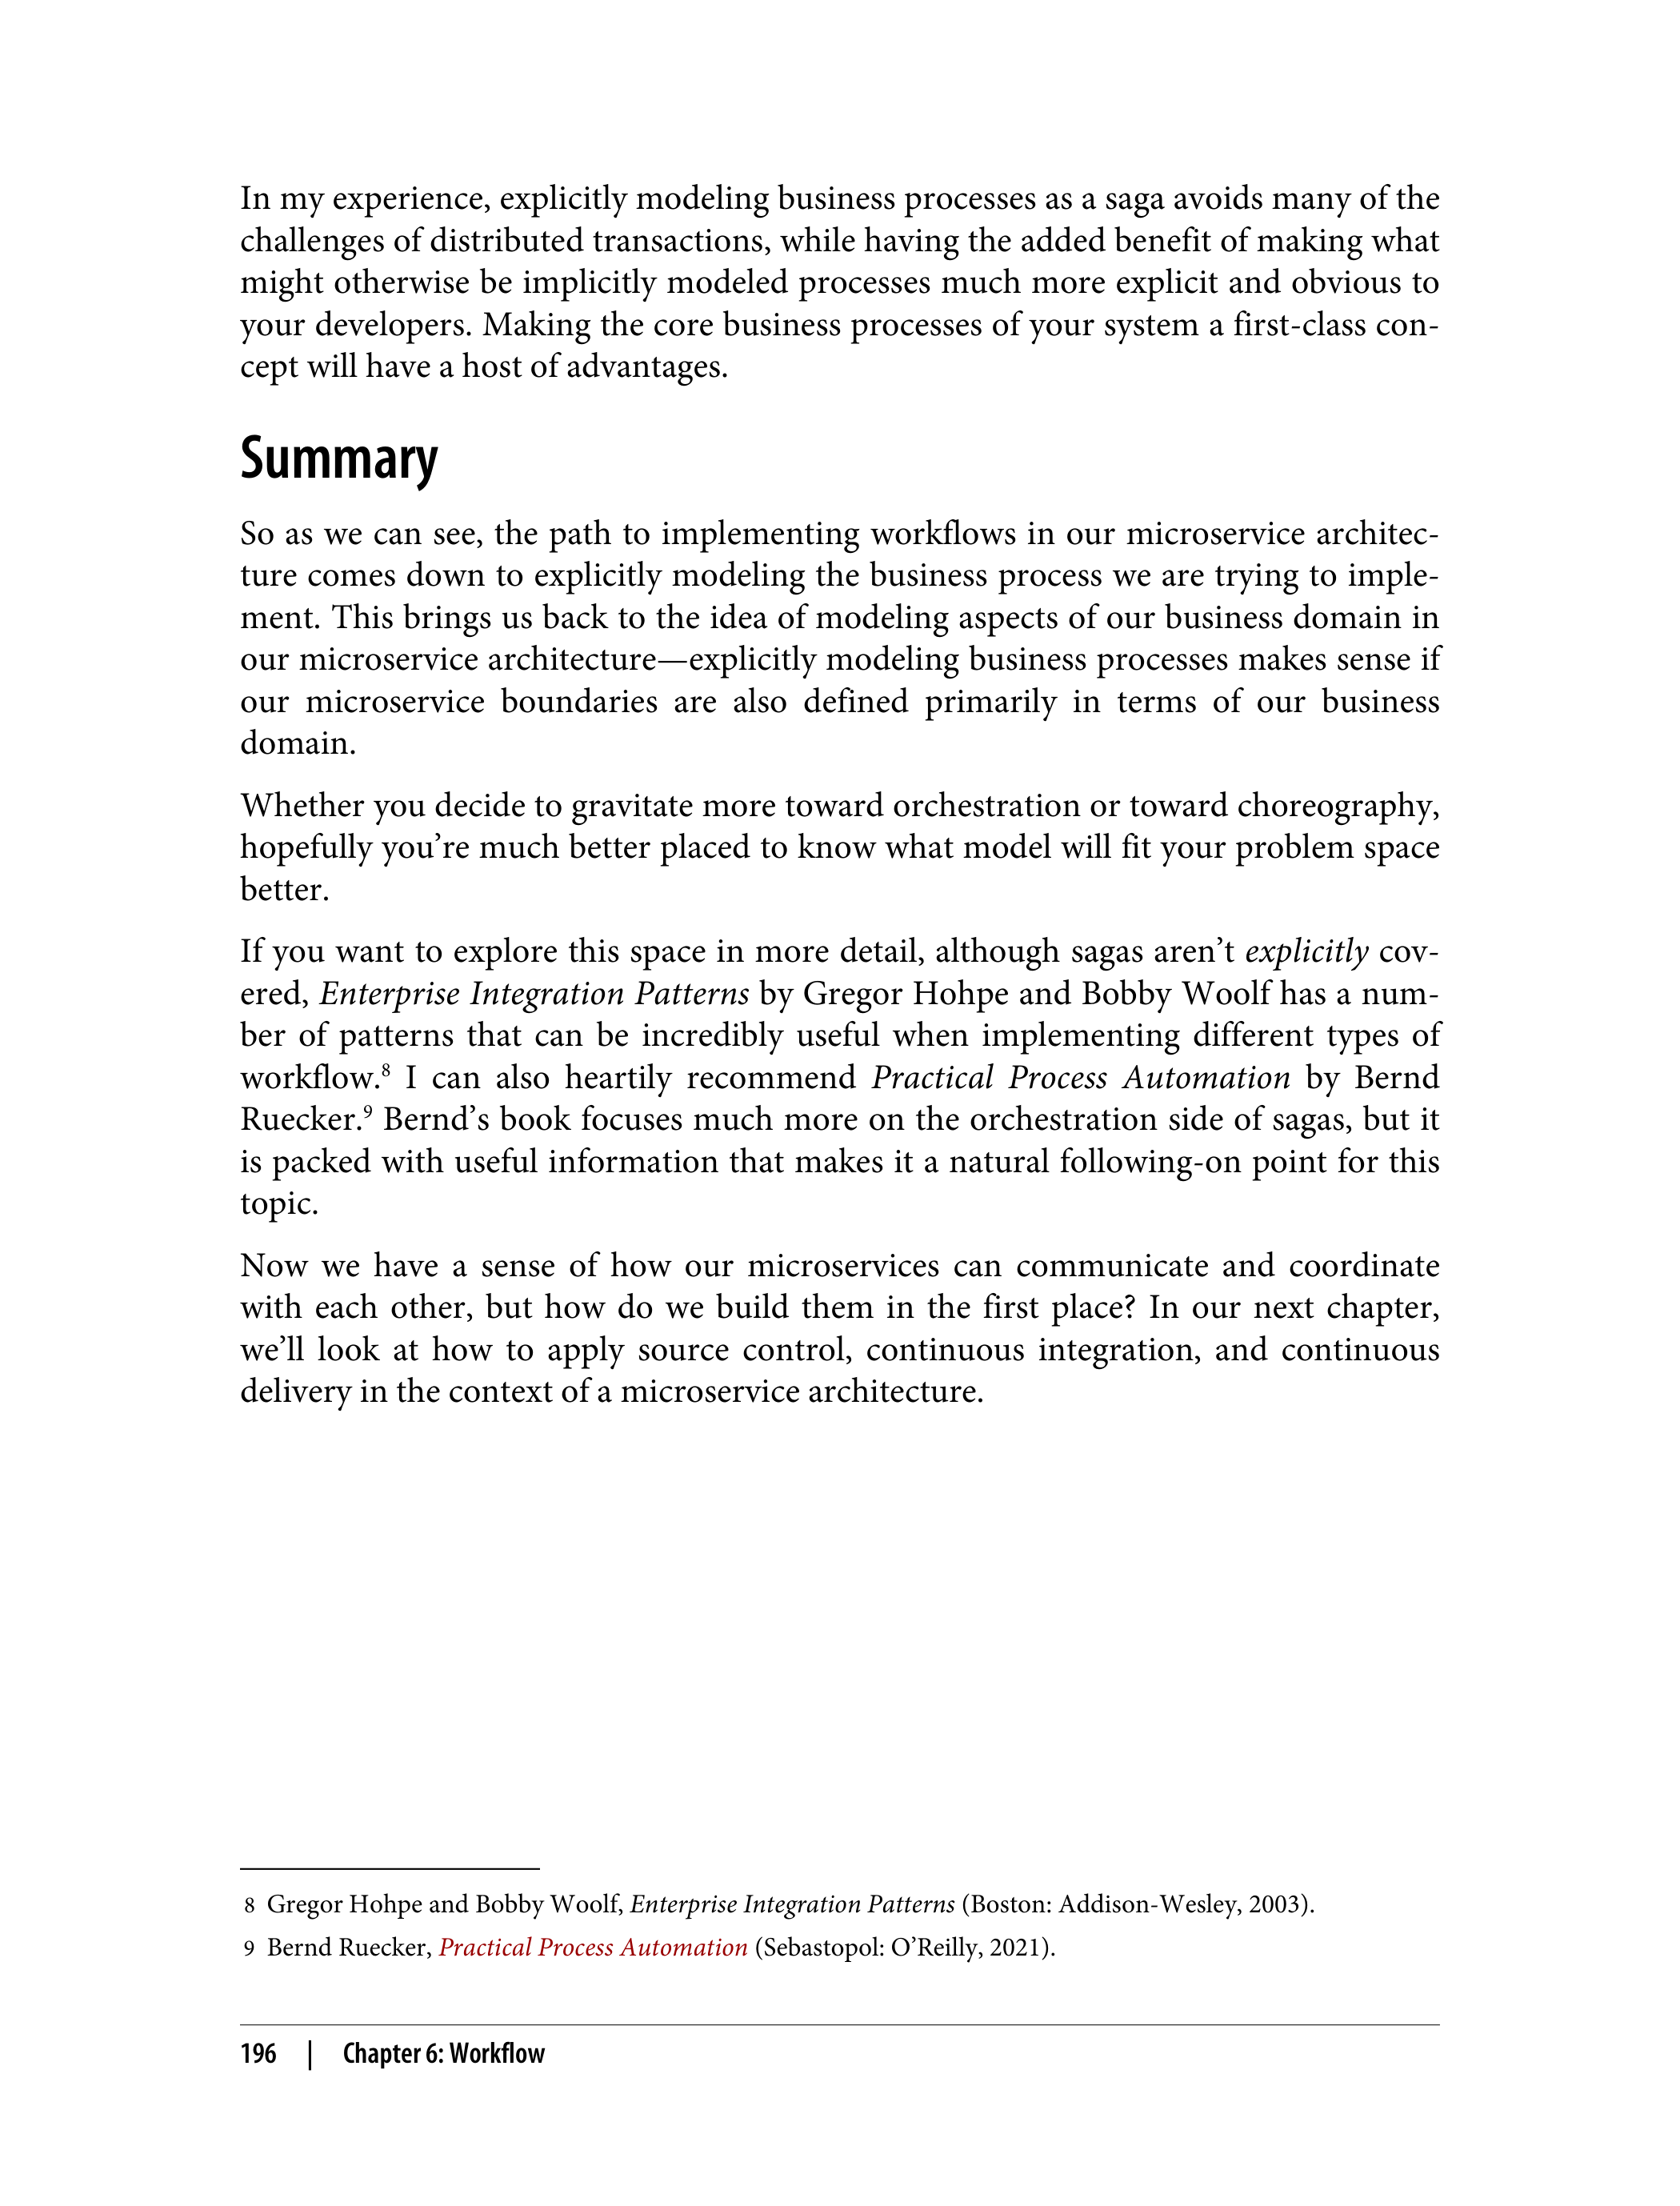 In my experience, explicitly modeling business processes as a saga avoids many of the
challenges of distributed transactions, while having the added benefit of making what
might otherwise be implicitly modeled processes much more explicit and obvious to
your developers. Making the core business processes of your system a first-class con-
cept will have a host of advantages.
Summary
So as we can see, the path to implementing workflows in our microservice architec-
ture comes down to explicitly modeling the business process we are trying to imple-
ment. This brings us back to the idea of modeling aspects of our business domain in
our microservice architecture—explicitly modeling business processes makes sense if
our microservice boundaries are also defined primarily in terms of our business
domain.
Whether you decide to gravitate more toward orchestration or toward choreography,
hopefully you’re much better placed to know what model will fit your problem space
better.
If you want to explore this space in more detail, although sagas aren’t explicitly cov-
ered, Enterprise Integration Patterns by Gregor Hohpe and Bobby Woolf has a num-
ber of patterns that can be incredibly useful when implementing different types of
workflow.8 I can also heartily recommend Practical Process Automation by Bernd
Ruecker.9 Bernd’s book focuses much more on the orchestration side of sagas, but it
is packed with useful information that makes it a natural following-on point for this
topic.
Now we have a sense of how our microservices can communicate and coordinate
with each other, but how do we build them in the first place? In our next chapter,
we’ll look at how to apply source control, continuous integration, and continuous
delivery in the context of a microservice architecture.
8 Gregor Hohpe and Bobby Woolf, Enterprise Integration Patterns (Boston: Addison-Wesley, 2003).
9 Bernd Ruecker, Practical Process Automation (Sebastopol: O’Reilly, 2021).
196 | Chapter 6: Workflow